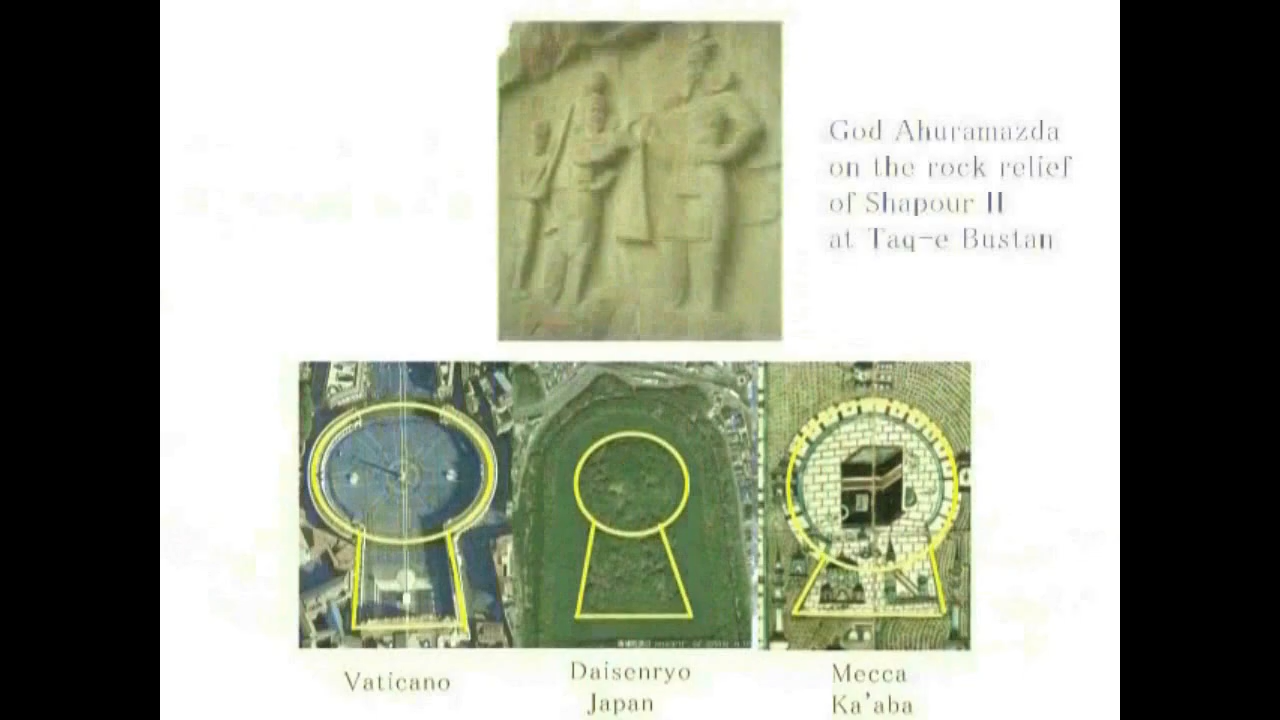 God Ahuramazda
on the rock relief
of Shapour II
at Taq-e Bustan
Vaticano
Daisenryo
Japan
Mecca
Ka'aba